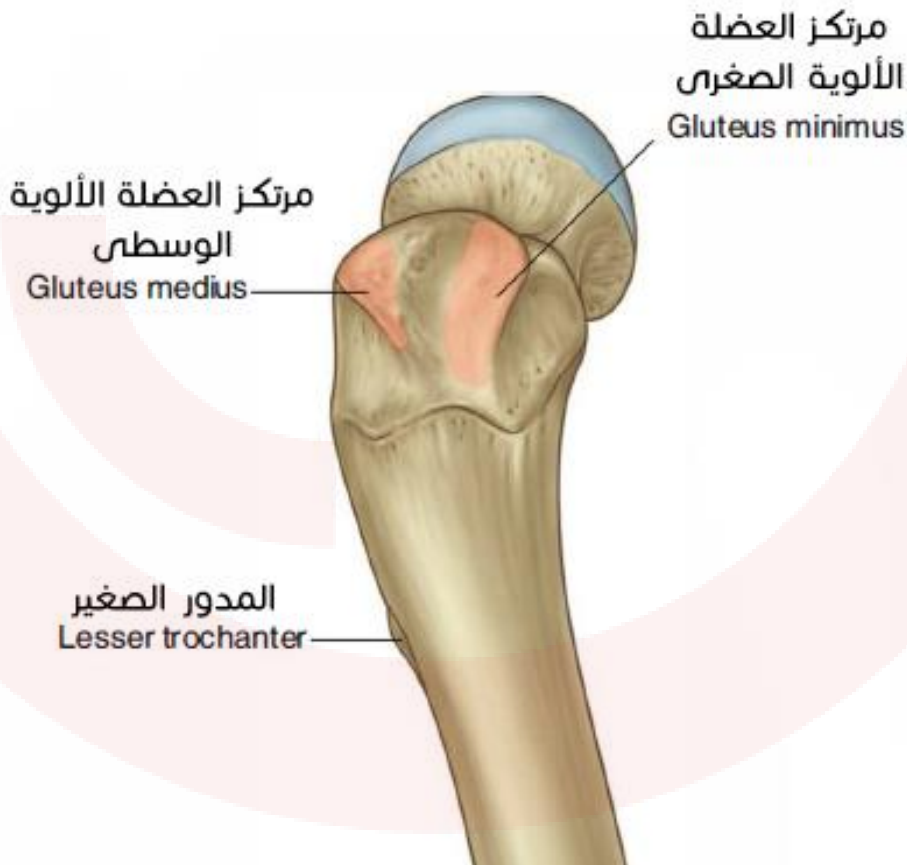 مرتكز العضلة
الألوية الصغرى
Gluteus minimus
مرتكز العضلة الألوية
الوسطى
Gluteus medius
المدور الصغير
Lesser trochanter